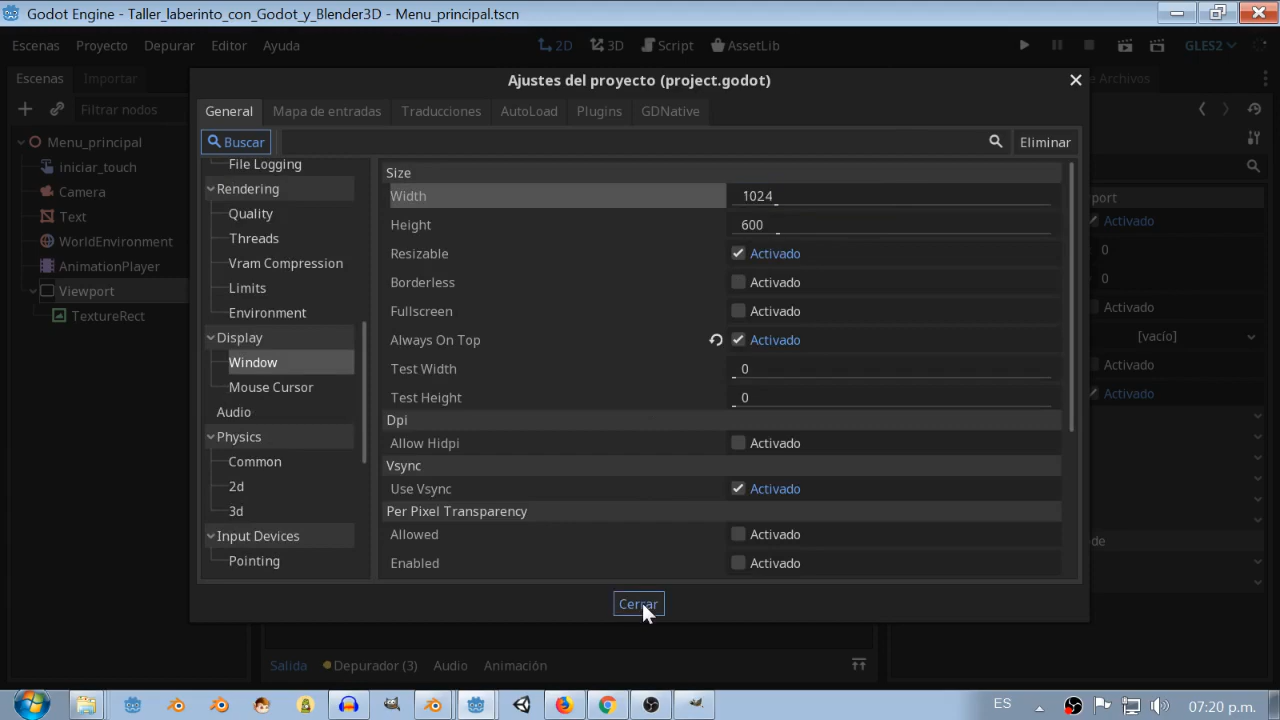 Godot Engine - Taller_laberinto_con_Godot_y_Blender3D - Menu_principal.tscn
Escenas Proyecto Depurar Editor Ayuda 2D 3D Script AssetLib GLES2
Escenas Importar Ajustes del proyecto (project.godot) e Archivos
Filtrar nodos General Mapa de entradas Traducciones AutoLoad Plugins GDNative
Menu_principal Buscar Eliminar
iniciar_touch File Logging Size
Camera Rendering Width 1024 port
Text Quality Height 600 Activado
WorldEnvironment Threads Resizable Activado 0
AnimationPlayer Vram Compression Borderless Activado 0
Viewport Limits Fullscreen Activado Activado
TextureRect Environment Always On Top Activado [vacío]
Display Test Width 0 Activado
Window Test Height 0 Activado
Mouse Cursor Dpi
Audio Allow Hidpi Activado
Physics Vsync
Common Use Vsync Activado
2d Per Pixel Transparency
3d Allowed Activado
Input Devices Enabled Activado de
Pointing
Cerrar
Salida Depurador (3) Audio Animación
ES 07:20 p.m.